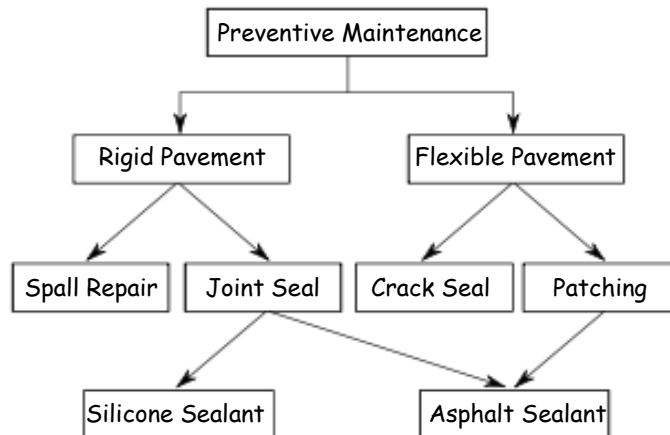 Preventive Maintenance
Rigid Pavement
Flexible Pavement
Spall Repair
Joint Seal
Crack Seal
Patching
Silicone Sealant
Asphalt Sealant